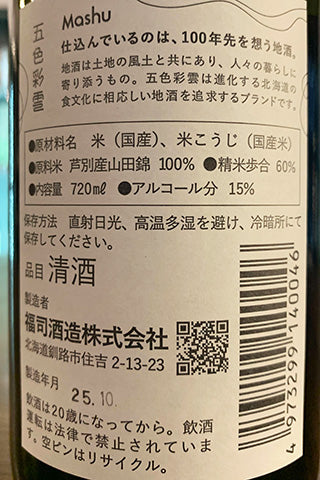 五色彩雲
Mashu
仕込んでいるのは、100年先を想う地酒。
地酒は土地の風土と共にあり、人々の暮らしに
寄り添うもの。五色彩雲は進化する北海道の
食文化に相応しい地酒を追求するブランドです。
●原材料名 米（国産）、米こうじ（国産米）
●原料米 芦別産山田錦 100% ●精米歩合 60%
●内容量 720mℓ ●アルコール分 15%
保存方法 直射日光、高温多湿を避け、冷暗所にて
保存してください。
品目 清酒
製造者
福司酒造株式会社
北海道釧路市住吉 2-13-23
製造年月
25.10.
飲酒は20歳になってから。飲酒
運転は法律で禁止されていま
す。空ビンはリサイクル。
4973299140046